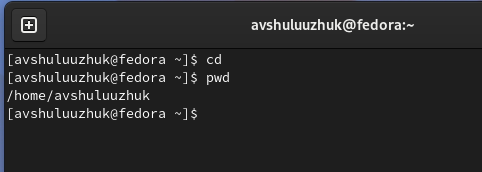 avshuluuzhuk@fedora:~
[avshuluuzhuk@fedora ~]$ cd
[avshuluuzhuk@fedora ~]$ pwd
/home/avshuluuzhuk
[avshuluuzhuk@fedora ~]$